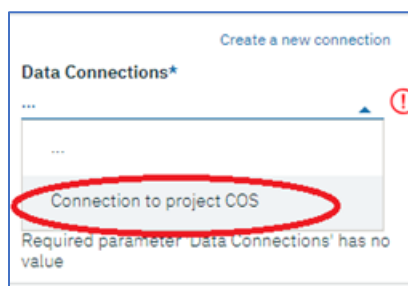 Create a new connection
Data Connections*
...
...
Connection to project COS
Required parameter 'Data Connections' has no
value